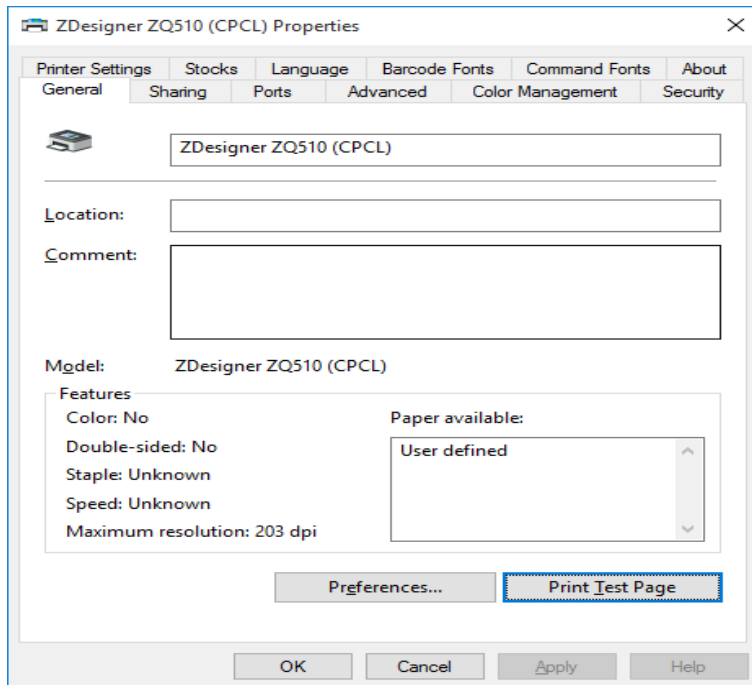 ZDesigner ZQ510 (CPCL) Properties
Printer Settings Stocks Language Barcode Fonts Command Fonts About
General Sharing Ports Advanced Color Management Security
ZDesigner ZQ510 (CPCL)
Location:
Comment:
Model: ZDesigner ZQ510 (CPCL)
Features
Color: No Paper available:
Double-sided: No User defined
Staple: Unknown
Speed: Unknown
Maximum resolution: 203 dpi
Preferences... Print Test Page
OK Cancel Apply Help